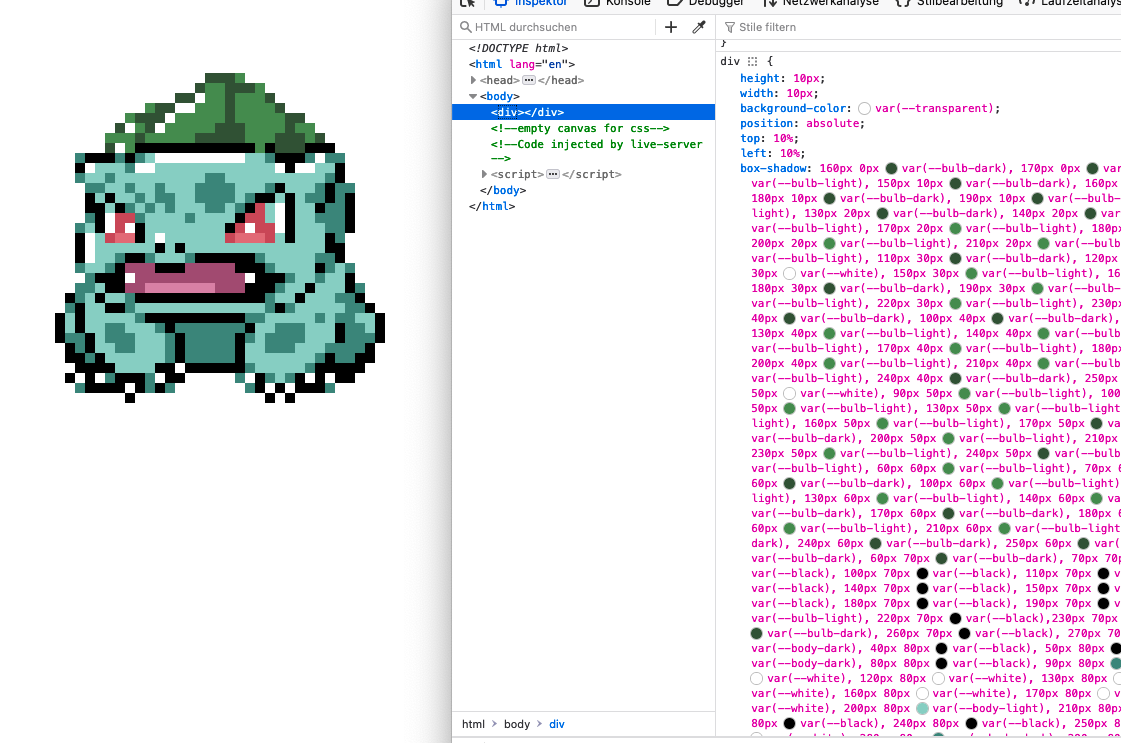 Inspektor Konsole Debugger Netzwerkanalyse Stilbearbeitung Laufzeitanalys
HTML durchsuchen
<!DOCTYPE html>
<html lang="en">
<head> </head>
<body>
<div></div>
<!--empty canvas for css-->
<!--Code injected by live-server
-->
<script> </script>
</body>
</html>
html > body > div
Stile filtern
}
div {
height: 10px;
width: 10px;
background-color: var(--transparent);
position: absolute;
top: 10%;
left: 10%;
box-shadow: 160px 0px var(--bulb-dark), 170px 0px
var(--bulb-light), 150px 10px var(--bulb-dark), 160px
180px 10px var(--bulb-dark), 190px 10px var(--bulb-
light), 130px 20px var(--bulb-dark), 140px 20px var
var(--bulb-light), 170px 20px var(--bulb-light), 180px
200px 20px var(--bulb-light), 210px 20px var(--bulb
var(--bulb-light), 110px 30px var(--bulb-dark), 120px
30px var(--white), 150px 30px var(--bulb-light), 16
180px 30px var(--bulb-dark), 190px 30px var(--bulb-
var(--bulb-light), 220px 30px var(--bulb-light), 230px
40px var(--bulb-dark), 100px 40px var(--bulb-dark),
130px 40px var(--bulb-light), 140px 40px var(--bulb
var(--bulb-light), 170px 40px var(--bulb-light), 180px
200px 40px var(--bulb-light), 210px 40px var(--bulb-
var(--bulb-light), 240px 40px var(--bulb-dark), 250px
50px var(--white), 90px 50px var(--bulb-light), 100
50px var(--bulb-light), 130px 50px var(--bulb-light
light), 160px 50px var(--bulb-light), 170px 50px va
var(--bulb-dark), 200px 50px var(--bulb-light), 210px
230px 50px var(--bulb-light), 240px 50px var(--bulb
var(--bulb-light), 60px 60px var(--bulb-light), 70px 6
60px var(--bulb-dark), 100px 60px var(--bulb-light)
light), 130px 60px var(--bulb-light), 140px 60px va
var(--bulb-dark), 170px 60px var(--bulb-dark), 180px 6
60px var(--bulb-light), 210px 60px var(--bulb-light
dark), 240px 60px var(--bulb-dark), 250px 60px var(
var(--bulb-dark), 60px 70px var(--bulb-dark), 70px 70px
var(--black), 100px 70px var(--black), 110px 70px v
var(--black), 140px 70px var(--black), 150px 70px v
var(--black), 180px 70px var(--black), 190px 70px v
var(--bulb-light), 220px 70px var(--black),230px 70px
var(--bulb-dark), 260px 70px var(--black), 270px 70
var(--body-dark), 40px 80px var(--black), 50px 80px
var(--body-dark), 80px 80px var(--black), 90px 80px
var(--white), 120px 80px var(--white), 130px 80px
var(--white), 160px 80px var(--white), 170px 80px v
var(--white), 200px 80px var(--body-light), 210px 80px
80px var(--black), 240px 80px var(--black), 250px 8